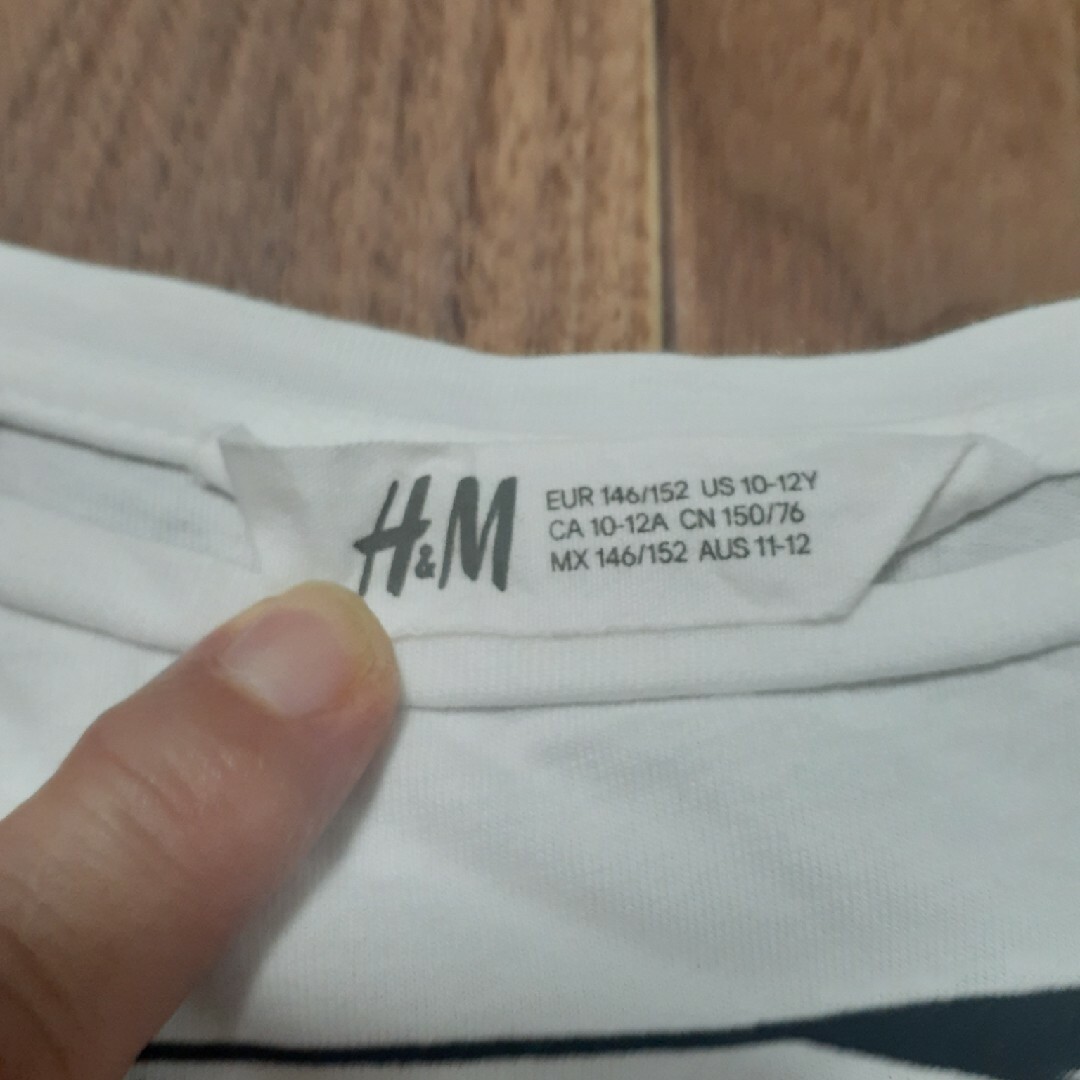 H&M
EUR 146/152 US 10-12Y
CA 10-12A CN 150/76
MX 146/152 AUS 11-12